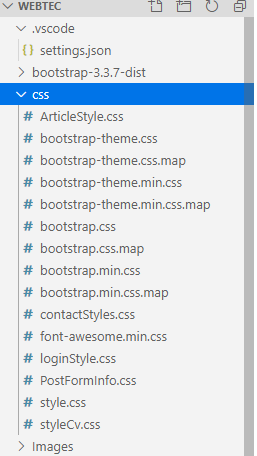 WEBTEC
.vscode
{} settings.json
bootstrap-3.3.7-dist
css
# ArticleStyle.css
# bootstrap-theme.css
# bootstrap-theme.css.map
# bootstrap-theme.min.css
# bootstrap-theme.min.css.map
# bootstrap.css
# bootstrap.css.map
# bootstrap.min.css
# bootstrap.min.css.map
# contactStyles.css
# font-awesome.min.css
# loginStyle.css
# PostFormInfo.css
# style.css
# styleCv.css
Images